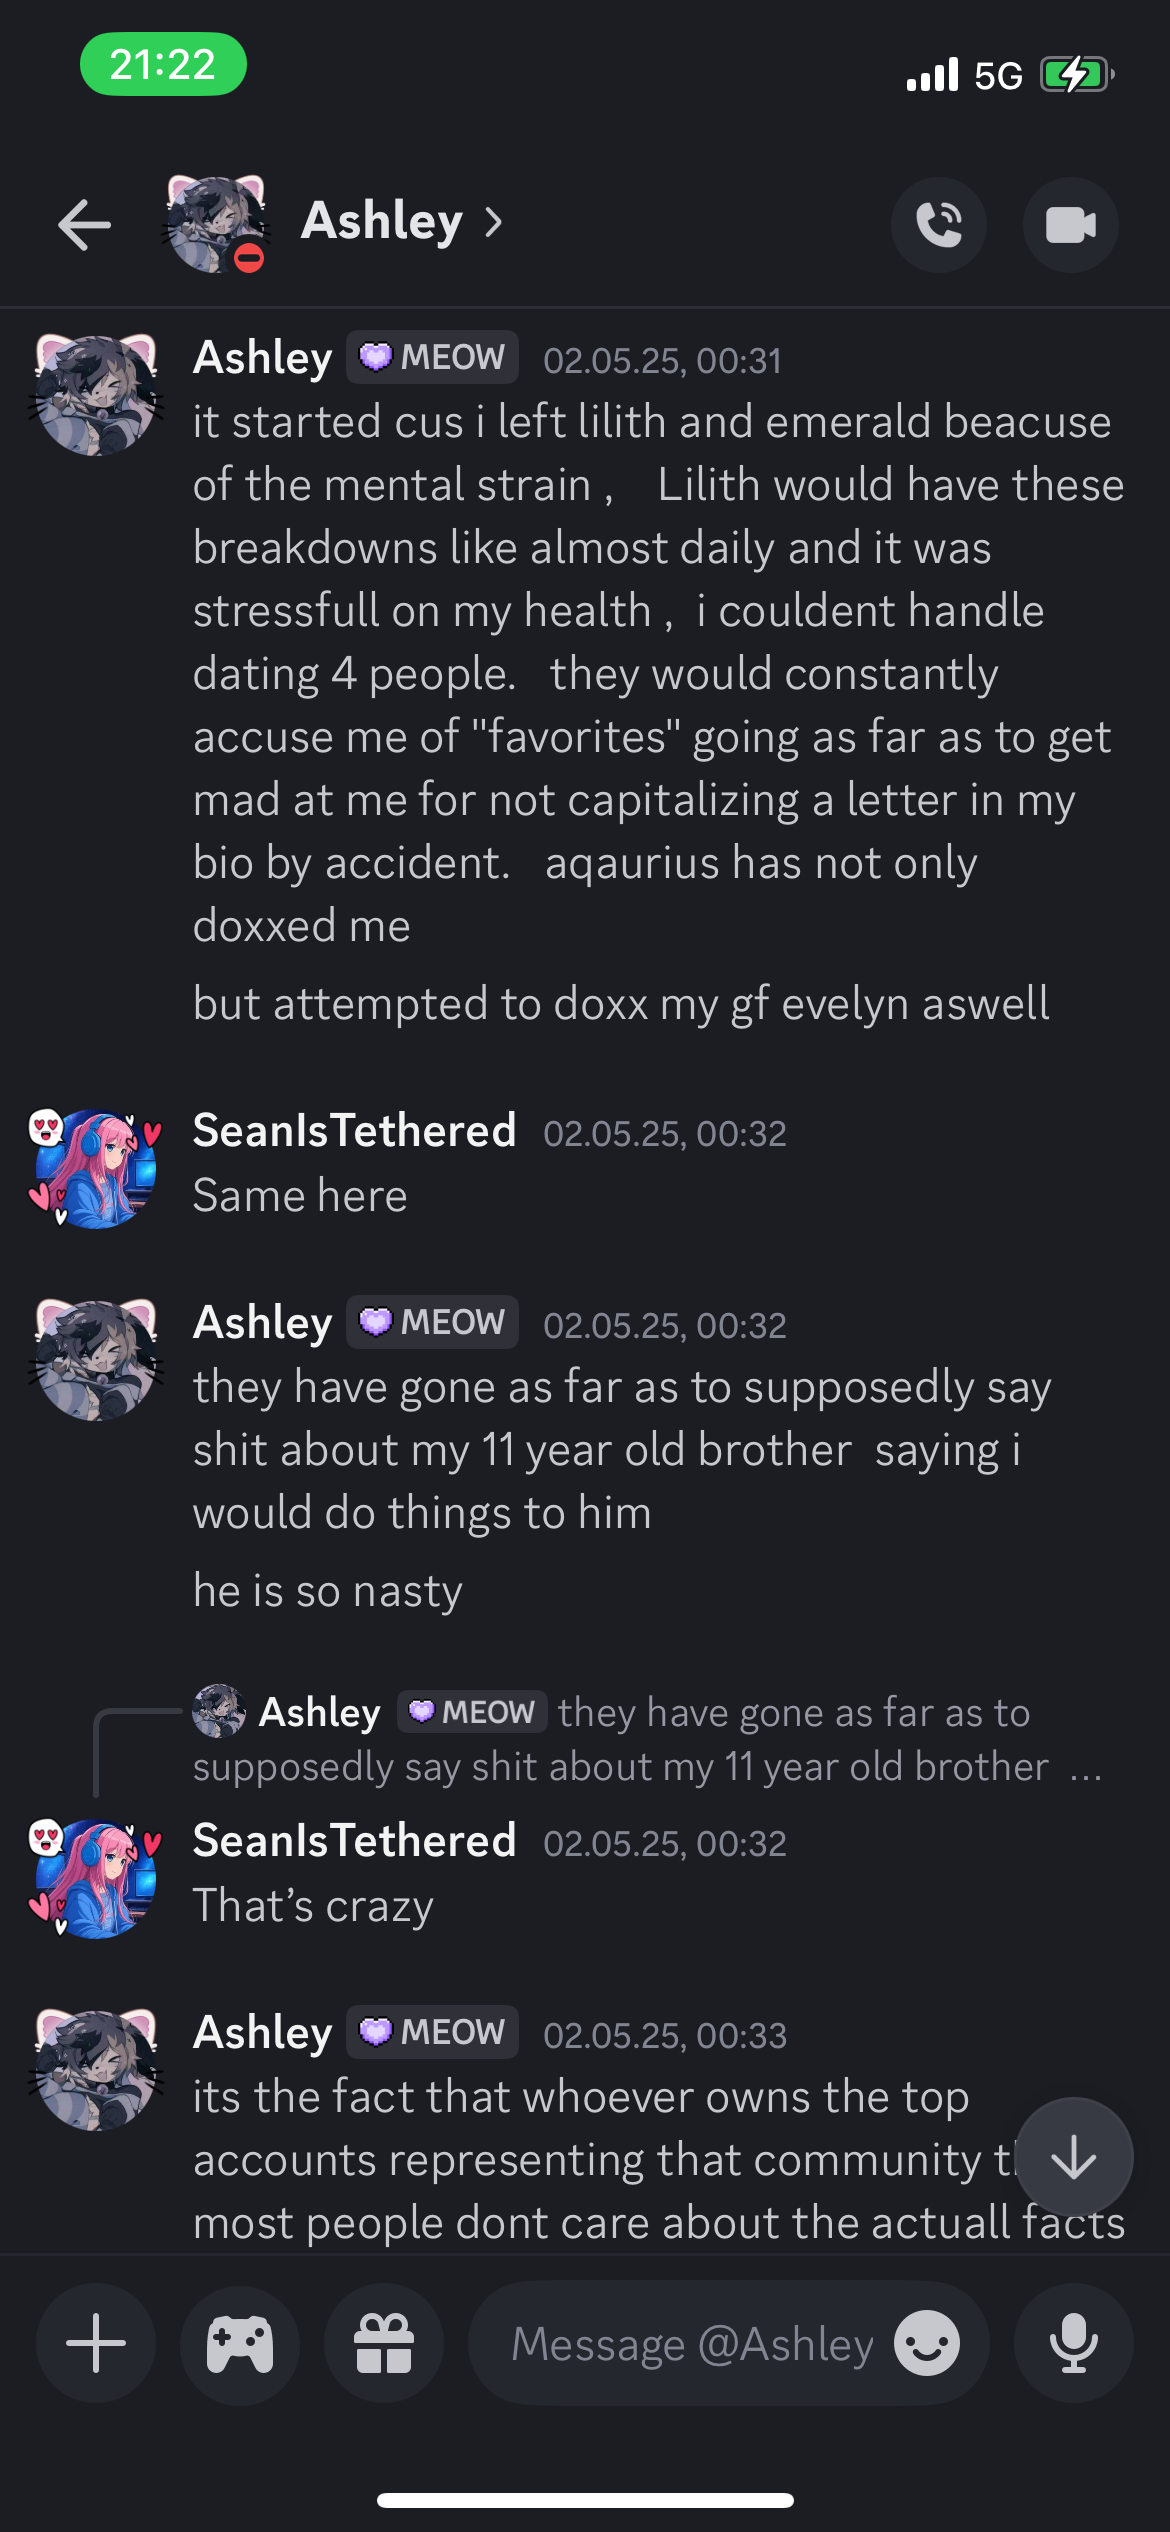 21:22
5G
Ashley
Ashley MEOW 02.05.25, 00:31
it started cus i left lilith and emerald beacuse
of the mental strain , Lilith would have these
breakdowns like almost daily and it was
stressfull on my health , i couldent handle
dating 4 people. they would constantly
accuse me of "favorites" going as far as to get
mad at me for not capitalizing a letter in my
bio by accident. aqaurius has not only
doxxed me
but attempted to doxx my gf evelyn aswell
SeanIsTethered 02.05.25, 00:32
Same here
Ashley MEOW 02.05.25, 00:32
they have gone as far as to supposedly say
shit about my 11 year old brother saying i
would do things to him
he is so nasty
Ashley MEOW they have gone as far as to
supposedly say shit about my 11 year old brother ...
SeanIsTethered 02.05.25, 00:32
That’s crazy
Ashley MEOW 02.05.25, 00:33
its the fact that whoever owns the top
accounts representing that community
most people dont care about the actuall facts
Message @Ashley